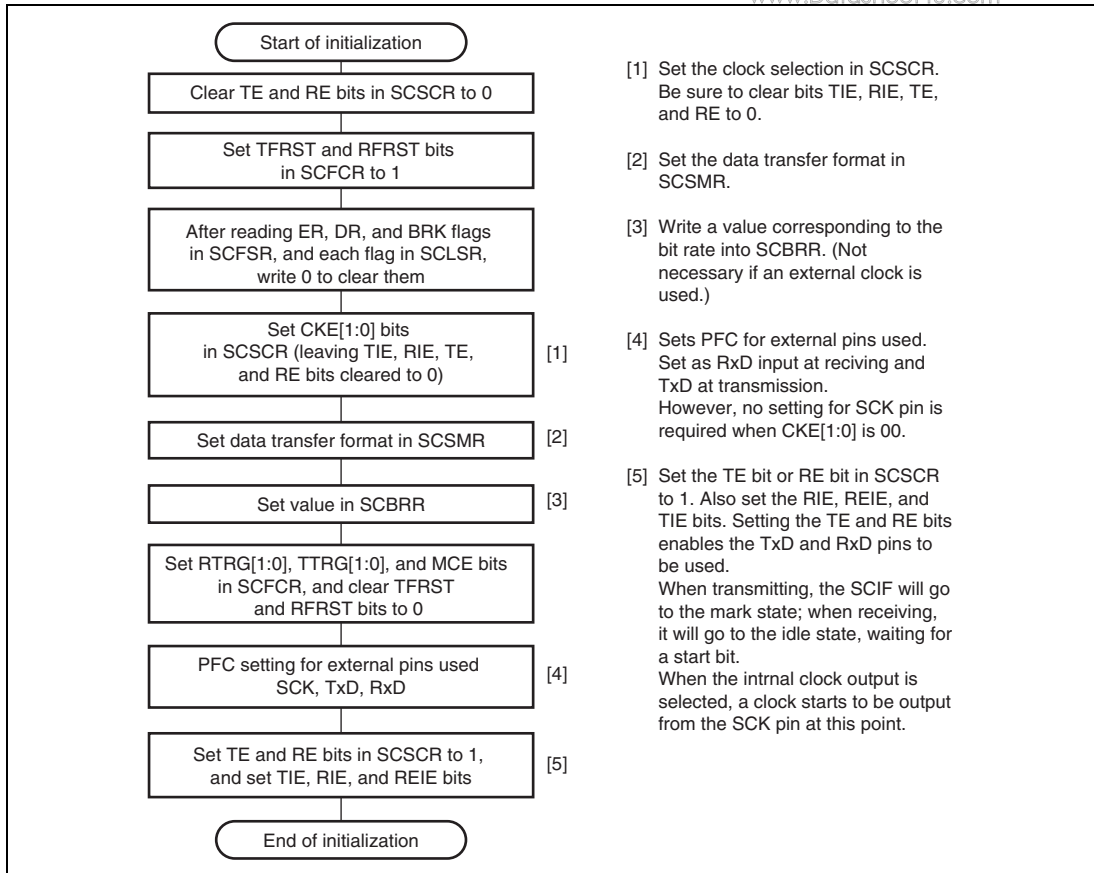 Start of initialization
Clear TE and RE bits in SCSCR to 0
Set TFRST and RFRST bits
in SCFCR to 1
After reading ER, DR, and BRK flags
in SCFSR, and each flag in SCLSR,
write 0 to clear them
Set CKE[1:0] bits
in SCSCR (leaving TIE, RIE, TE,
and RE bits cleared to 0)
[1]
Set data transfer format in SCSMR
[2]
Set value in SCBRR
[3]
Set RTRG[1:0], TTRG[1:0], and MCE bits
in SCFCR, and clear TFRST
and RFRST bits to 0
PFC setting for external pins used
SCK, TxD, RxD
[4]
Set TE and RE bits in SCSCR to 1,
and set TIE, RIE, and REIE bits
[5]
End of initialization
[1] Set the clock selection in SCSCR.
Be sure to clear bits TIE, RIE, TE,
and RE to 0.
[2] Set the data transfer format in
SCSMR.
[3] Write a value corresponding to the
bit rate into SCBRR. (Not
necessary if an external clock is
used.)
[4] Sets PFC for external pins used.
Set as RxD input at reciving and
TxD at transmission.
However, no setting for SCK pin is
required when CKE[1:0] is 00.
[5] Set the TE bit or RE bit in SCSCR
to 1. Also set the RIE, REIE, and
TIE bits. Setting the TE and RE bits
enables the TxD and RxD pins to
be used.
When transmitting, the SCIF will go
to the mark state; when receiving,
it will go to the idle state, waiting for
a start bit.
When the intrnal clock output is
selected, a clock starts to be output
from the SCK pin at this point.